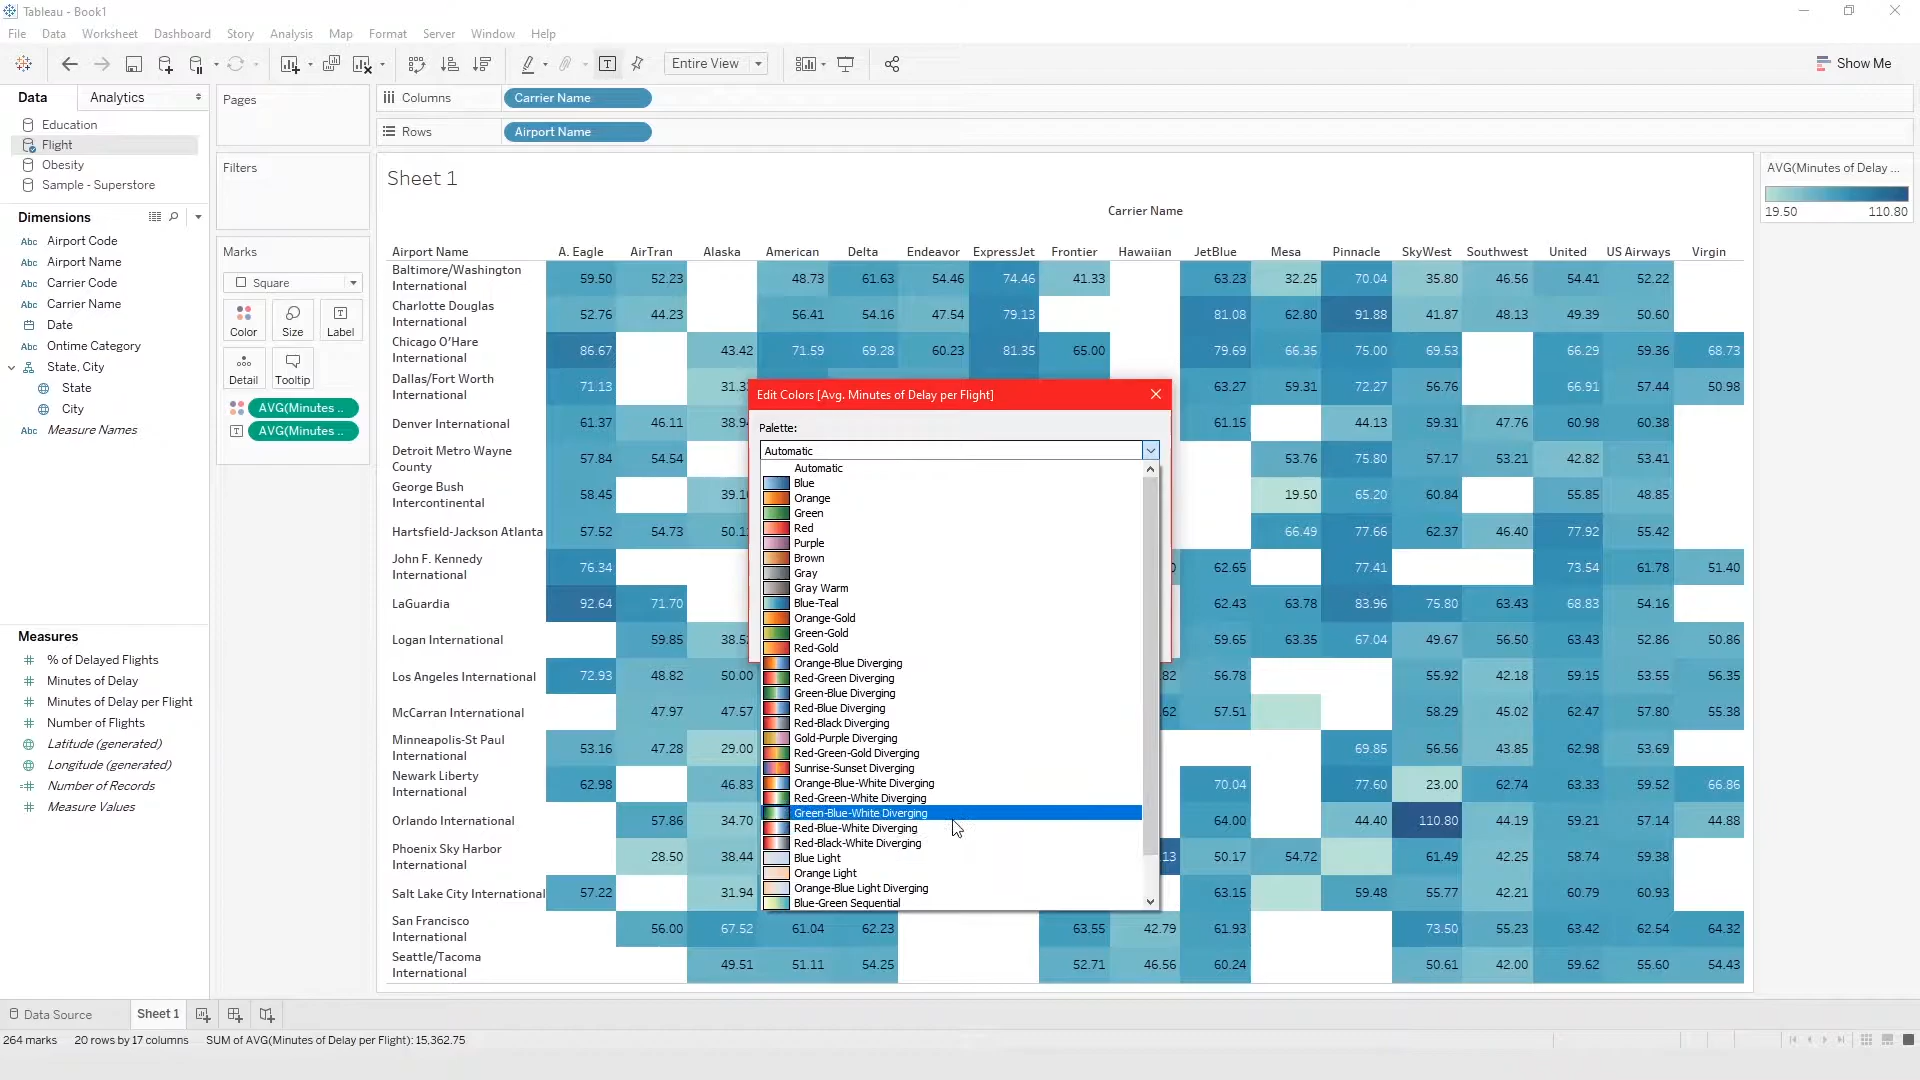 Tableau - Book1
File Data Worksheet Dashboard Story Analysis Map Format Server Window Help
Entire View
Show Me
Data Analytics
Education
Flight
Obesity
Sample - Superstore
Dimensions
Abc Airport Code
Abc Airport Name
Abc Carrier Code
Abc Carrier Name
Date
Abc Ontime Category
State, City
State
City
Abc Measure Names
Measures
% of Delayed Flights
Minutes of Delay
Minutes of Delay per Flight
Number of Flights
Latitude (generated)
Longitude (generated)
Number of Records
Measure Values
Pages
Filters
Marks
Square
Color Size Label
Detail Tooltip
AVG(Minutes ..
AVG(Minutes ..
Columns Carrier Name
Rows Airport Name
Sheet 1
Carrier Name
Airport Name A. Eagle AirTran Alaska American Delta Endeavor ExpressJet Frontier Hawaiian JetBlue Mesa Pinnacle SkyWest Southwest United US Airways Virgin
Baltimore/Washington
International 59.50 52.23 48.73 61.63 54.46 74.46 41.33 63.23 32.25 70.04 35.80 46.56 54.41 52.22
Charlotte Douglas
International 52.76 44.23 56.41 54.16 47.54 79.13 81.08 62.80 91.88 41.87 48.13 49.39 50.60
Chicago O'Hare
International 86.67 43.42 71.59 69.28 60.23 81.35 65.00 79.69 66.35 75.00 69.53 66.29 59.36 68.73
Dallas/Fort Worth
International 71.13 63.27 59.31 72.27 56.76 66.91 57.44 50.98
Denver International 61.37 46.11 61.15 44.13 59.31 47.76 60.98 60.38
Detroit Metro Wayne
County 57.84 54.54 53.76 75.80 57.17 53.21 42.82 53.41
George Bush
Intercontinental 58.45 19.50 65.20 60.84 55.85 48.85
Hartsfield-Jackson Atlanta 57.52 54.73 66.49 77.66 62.37 46.40 77.92 55.42
John F. Kennedy
International 76.34 62.65 77.41 73.54 61.78 51.40
LaGuardia 92.64 71.70 62.43 63.78 83.96 75.80 63.43 68.83 54.16
Logan International 59.85 59.65 63.35 67.04 49.67 56.50 63.43 52.86 50.86
Los Angeles International 72.93 48.82 50.00 82 56.78 55.92 42.18 59.15 53.55 56.35
McCarran International 47.97 47.57 62 57.51 58.29 45.02 62.47 57.80 55.38
Minneapolis-St Paul
International 53.16 47.28 29.00 69.85 56.56 43.85 62.98 53.69
Newark Liberty
International 62.98 46.83 70.04 77.60 23.00 62.74 63.33 59.52 66.86
Orlando International 57.86 34.70 64.00 44.40 110.80 44.19 59.21 57.14 44.88
Phoenix Sky Harbor
International 28.50 38.44 13 50.17 54.72 61.49 42.25 58.74 59.38
Salt Lake City International 57.22 31.94 63.15 59.48 55.77 42.21 60.79 60.93
San Francisco
International 56.00 67.52 61.04 62.23 63.55 42.79 61.93 73.50 55.23 63.42 62.54 64.32
Seattle/Tacoma
International 49.51 51.11 54.25 52.71 46.56 60.24 50.61 42.00 59.62 55.60 54.43
Edit Colors [Avg. Minutes of Delay per Flight]
Palette:
Automatic
Automatic
Blue
Orange
Green
Red
Purple
Brown
Gray
Gray Warm
Blue-Teal
Orange-Gold
Green-Gold
Red-Gold
Orange-Blue Diverging
Red-Green Diverging
Green-Blue Diverging
Red-Blue Diverging
Red-Black Diverging
Gold-Purple Diverging
Red-Green-Gold Diverging
Sunrise-Sunset Diverging
Orange-Blue-White Diverging
Red-Green-White Diverging
Green-Blue-White Diverging
Red-Blue-White Diverging
Red-Black-White Diverging
Blue Light
Orange Light
Orange-Blue Light Diverging
Blue-Green Sequential
AVG(Minutes of Delay ...
19.50 110.80
Data Source Sheet 1
264 marks 20 rows by 17 columns SUM of AVG(Minutes of Delay per Flight): 15,362.75